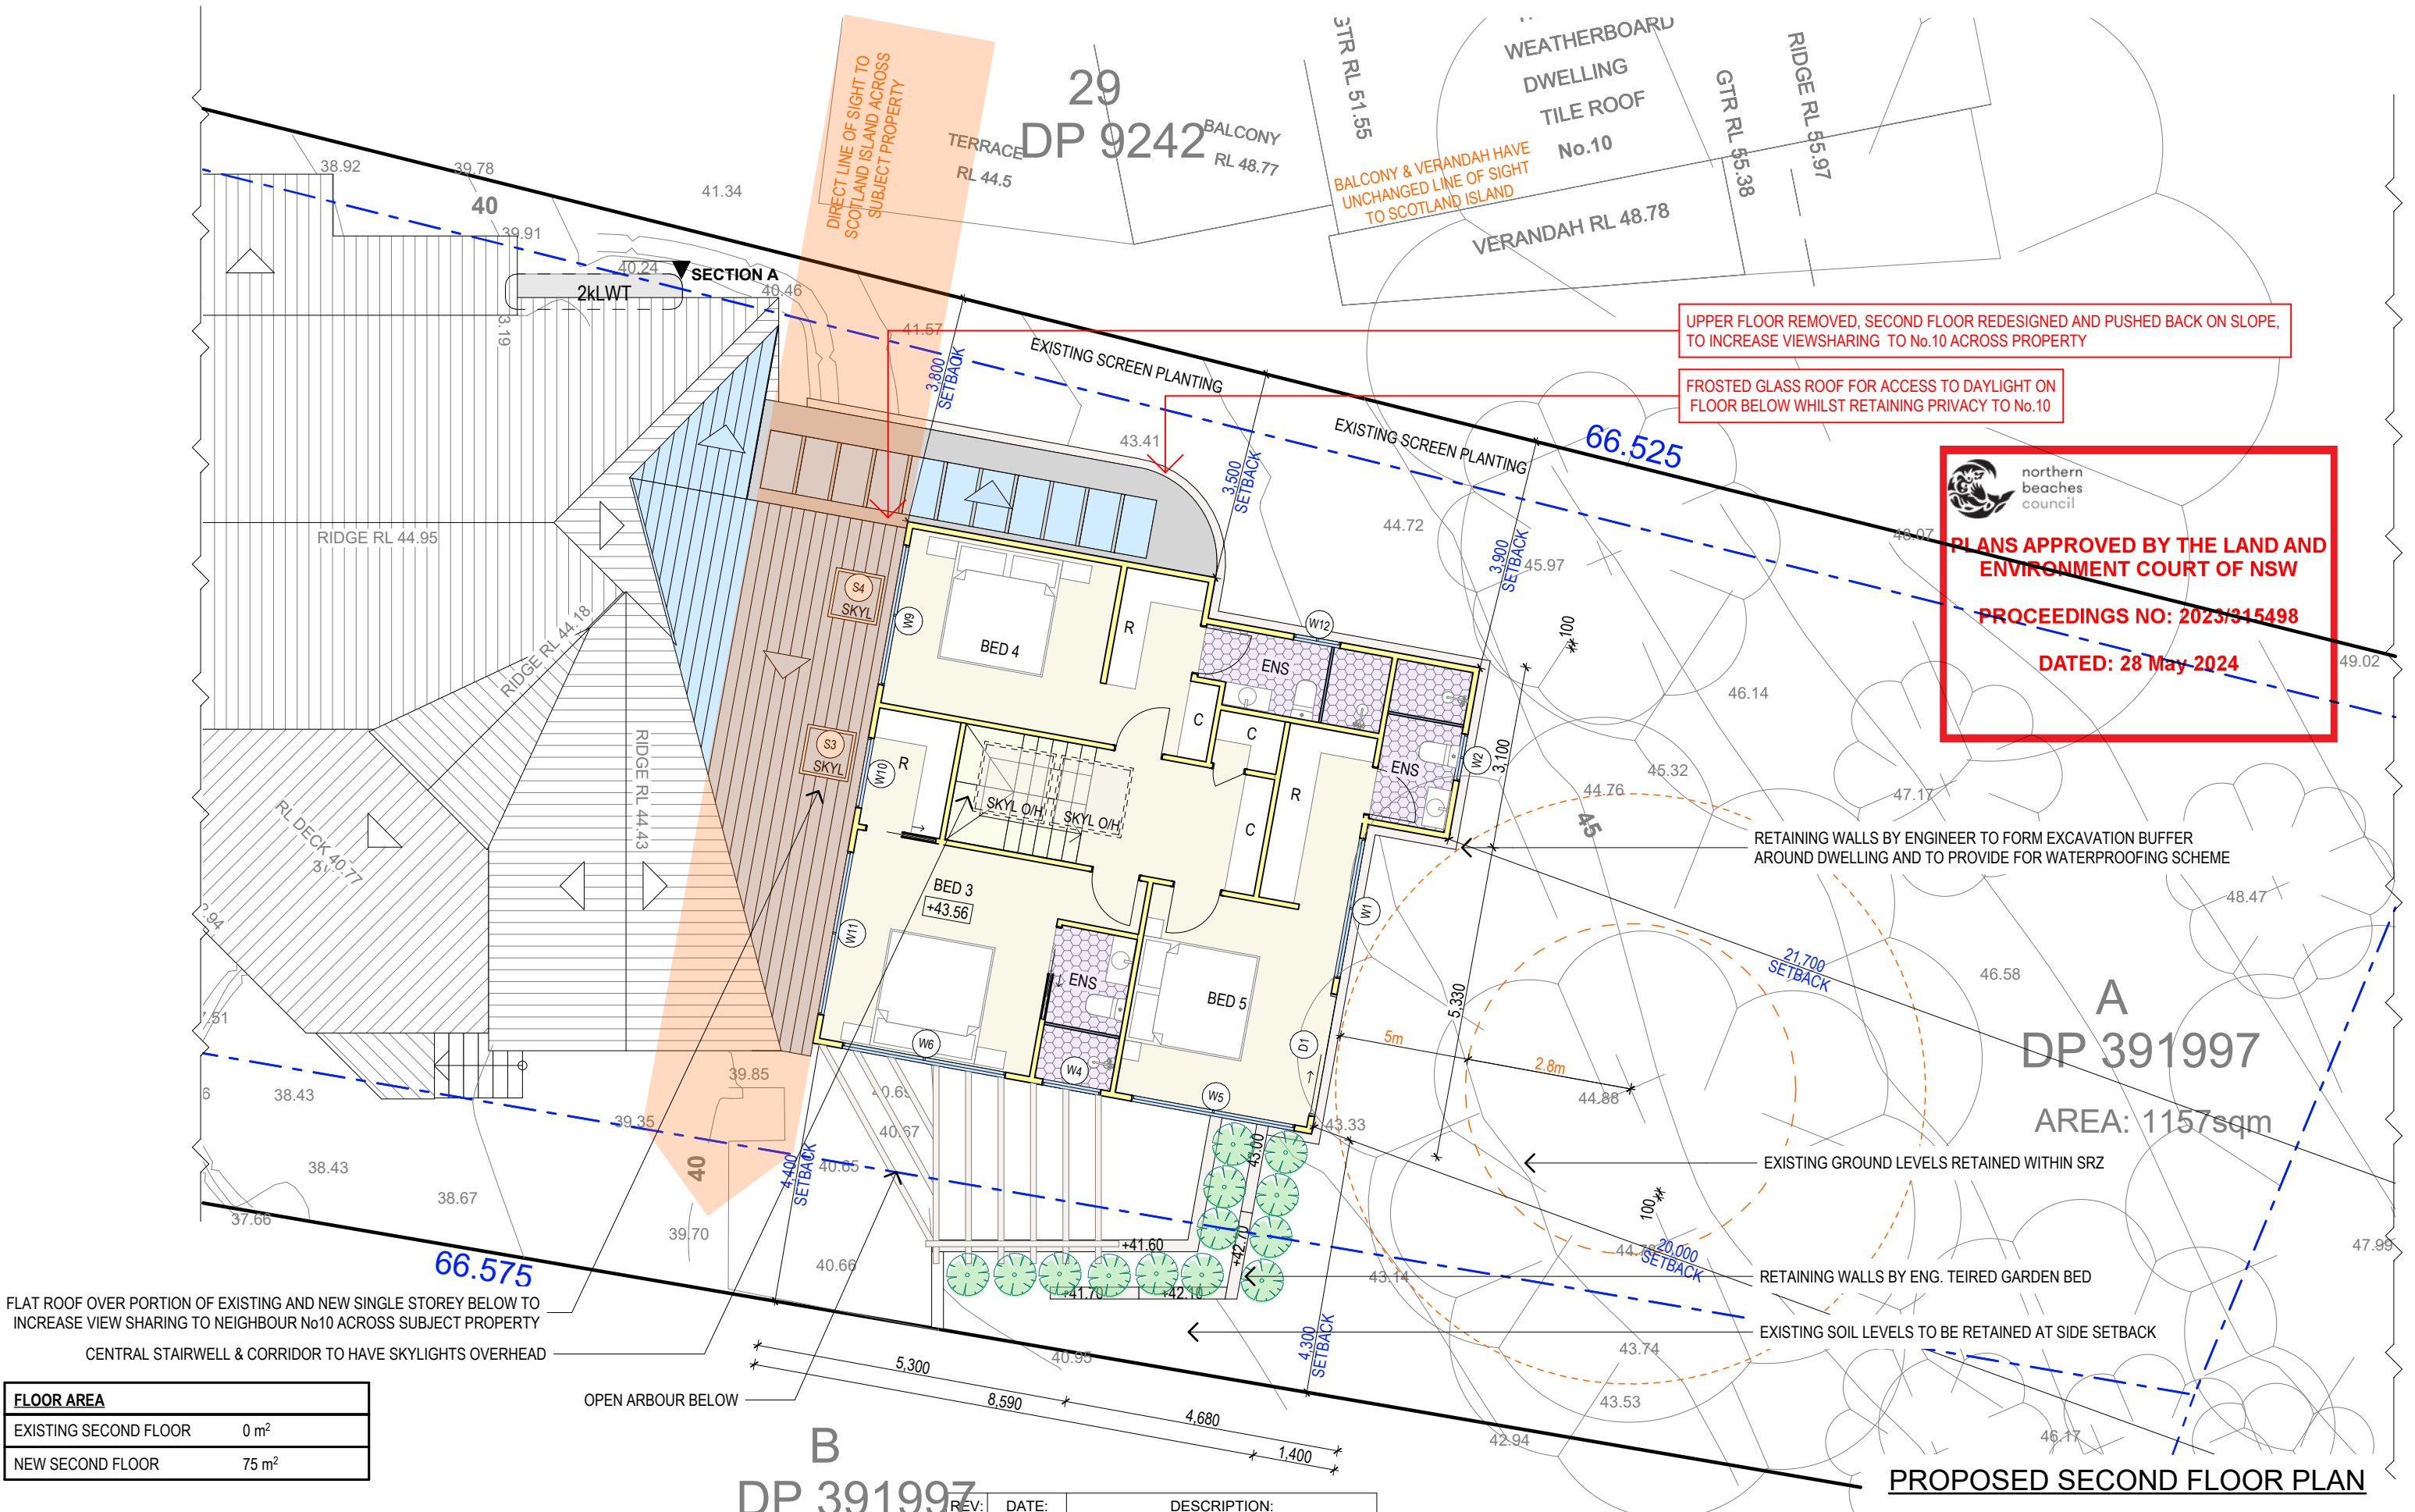 29
DP 9242
TERRACE
RL 44.5
BALCONY
RL 48.77
GTR RL 51.55
WEATHERBOARD
DWELLING
TILE ROOF
No.10
GTR RL 55.38
RIDGE RL 55.97
VERANDAH RL 48.78
BALCONY & VERANDAH HAVE
UNCHANGED LINE OF SIGHT
TO SCOTLAND ISLAND
DIRECT LINE OF SIGHT TO
SCOTLAND ISLAND ACROSS
SUBJECT PROPERTY
38.92
39.78
40
39.91
41.34
40.24
SECTION A
2kLWT
40.46
3.19
41.57
3,800
SETBACK
EXISTING SCREEN PLANTING
EXISTING SCREEN PLANTING
66.525
UPPER FLOOR REMOVED, SECOND FLOOR REDESIGNED AND PUSHED BACK ON SLOPE,
TO INCREASE VIEWSHARING TO No.10 ACROSS PROPERTY
FROSTED GLASS ROOF FOR ACCESS TO DAYLIGHT ON
FLOOR BELOW WHILST RETAINING PRIVACY TO No.10
43.41
3,500
SETBACK
44.72
3,900
SETBACK
45.97
northern
beaches
council
48.07
PLANS APPROVED BY THE LAND AND
ENVIRONMENT COURT OF NSW
PROCEEDINGS NO: 2023/315498
DATED: 28 May 2024
49.02
RIDGE RL 44.95
RIDGE RL 44.18
RIDGE RL 44.43
RL DECK 40.77
S4
SKYL
S3
SKYL
W9
BED 4
R
W12
ENS
C
C
100
46.14
W10
R
SKYL O/H
SKYL O/H
R
ENS
W2
3,100
45.32
44.76
45
47.17
C
BED 3
+43.56
W11
W1
RETAINING WALLS BY ENGINEER TO FORM EXCAVATION BUFFER
AROUND DWELLING AND TO PROVIDE FOR WATERPROOFING SCHEME
48.47
ENS
BED 5
5,330
21,700
SETBACK
46.58
A
DP 391997
AREA: 1157sqm
W6
W4
W5
D1
5m
2.8m
44.88
38.43
39.85
39.35
40.67
43.33
43.00
38.43
40
4,400
SETBACK
40.65
EXISTING GROUND LEVELS RETAINED WITHIN SRZ
38.67
37.66
39.70
100
+41.60
+42.70
20,000
SETBACK
47.99
66.575
40.66
43.14
RETAINING WALLS BY ENG. TEIRED GARDEN BED
+41.70
+42.10
FLAT ROOF OVER PORTION OF EXISTING AND NEW SINGLE STOREY BELOW TO
INCREASE VIEW SHARING TO NEIGHBOUR No10 ACROSS SUBJECT PROPERTY
CENTRAL STAIRWELL & CORRIDOR TO HAVE SKYLIGHTS OVERHEAD
OPEN ARBOUR BELOW
EXISTING SOIL LEVELS TO BE RETAINED AT SIDE SETBACK
4,300
SETBACK
43.74
40.95
5,300
8,590
4,680
1,400
43.53
42.94
46.17
FLOOR AREA
EXISTING SECOND FLOOR 0 m²
NEW SECOND FLOOR 75 m²
B
DP 391997
REV: DATE: DESCRIPTION:
PROPOSED SECOND FLOOR PLAN